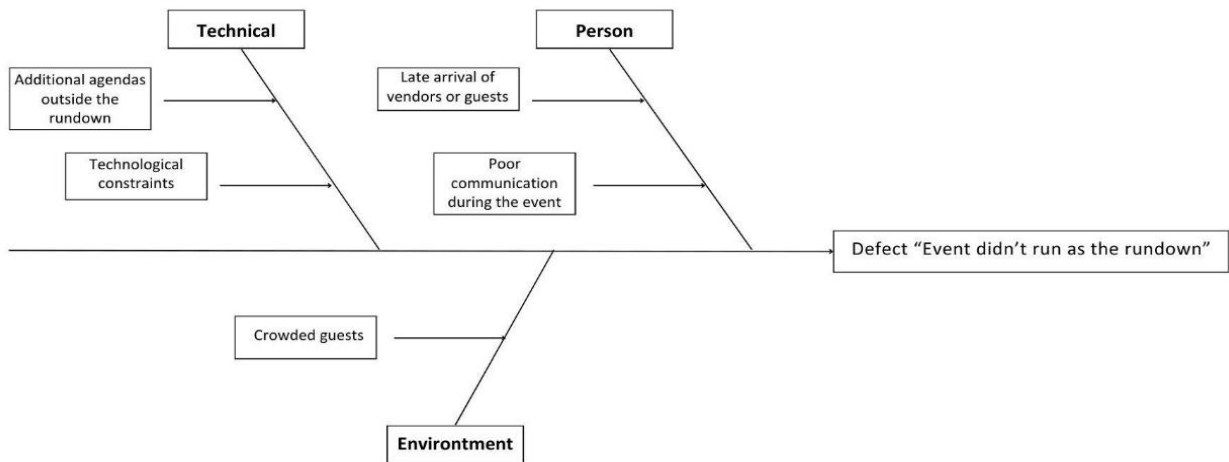 Technical
Person
Additional agendas
outside the
rundown
Late arrival of
vendors or guests
Technological
constraints
Poor
communication
during the event
Defect “Event didn’t run as the rundown”
Crowded guests
Environtment